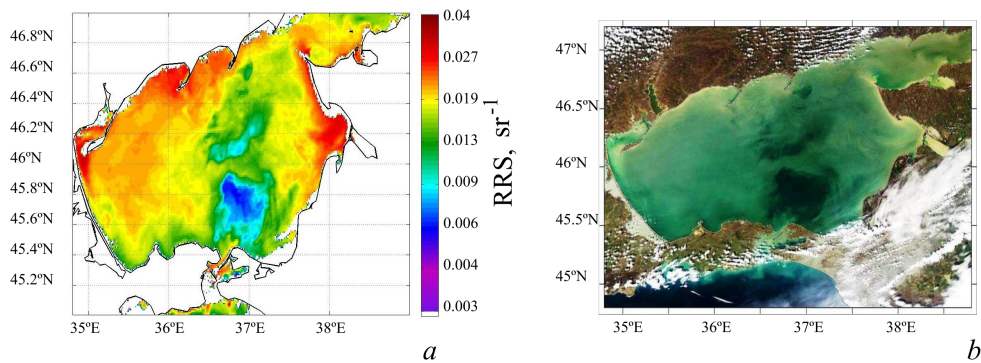 46.8ºN
46.6ºN
46.4ºN
46.2ºN
46ºN
45.8ºN
45.6ºN
45.4ºN
45.2ºN
35ºE 36ºE 37ºE 38ºE
0.04
0.027
0.019
0.013
0.009
0.006
0.004
0.003
RRS, sr⁻¹
a
47ºN
46.5ºN
46ºN
45.5ºN
45ºN
35ºE 36ºE 37ºE 38ºE
b